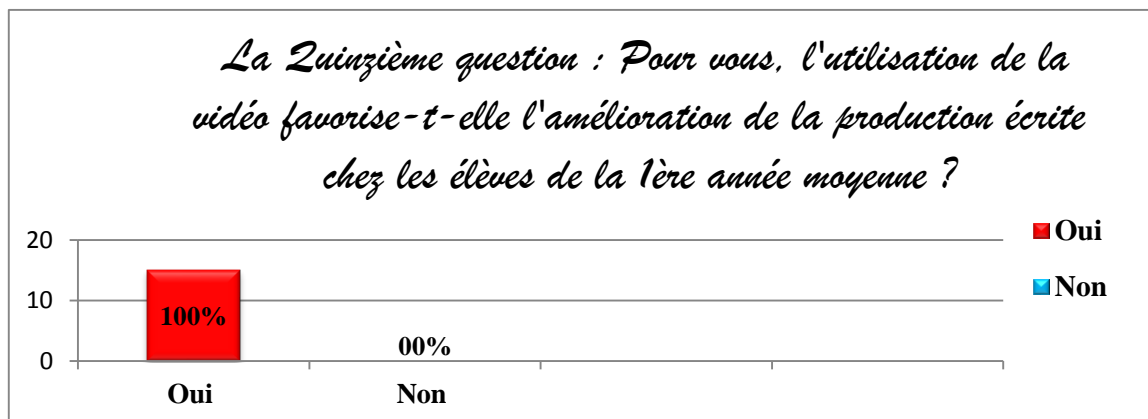 La Quinzième question : Pour vous, l'utilisation de la
vidéo favorise-t-elle l'amélioration de la production écrite
chez les élèves de la 1ère année moyenne ?
Oui
Non
20
10
0
100%
00%
Oui
Non